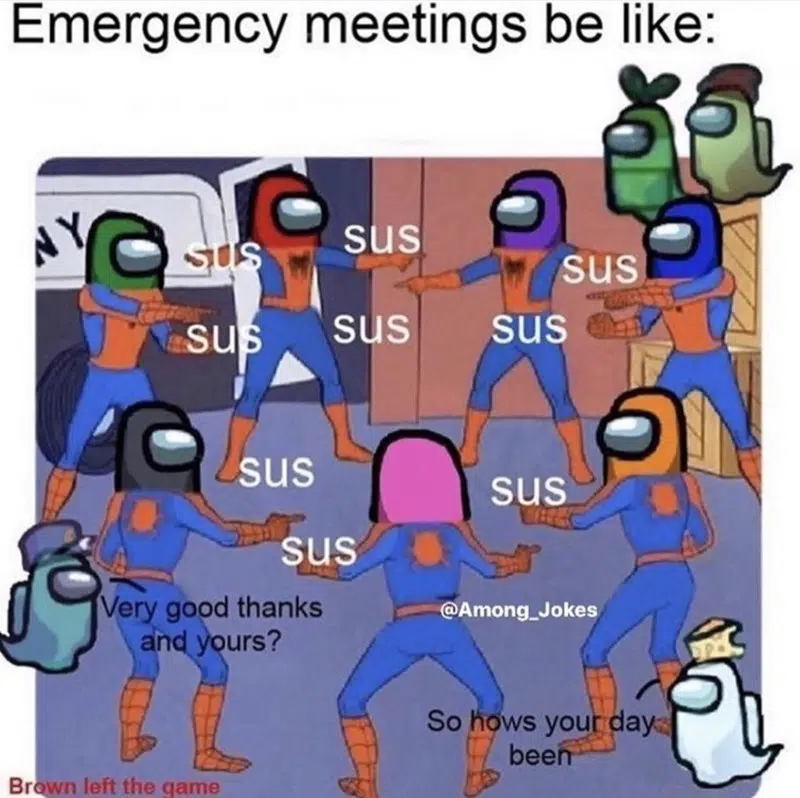 Emergency meetings be like:
NY
sus
sus
sus
sus
sus
sus
sus
sus
sus
Very good thanks
and yours?
@Among_Jokes
So hows your day
been
Brown left the game